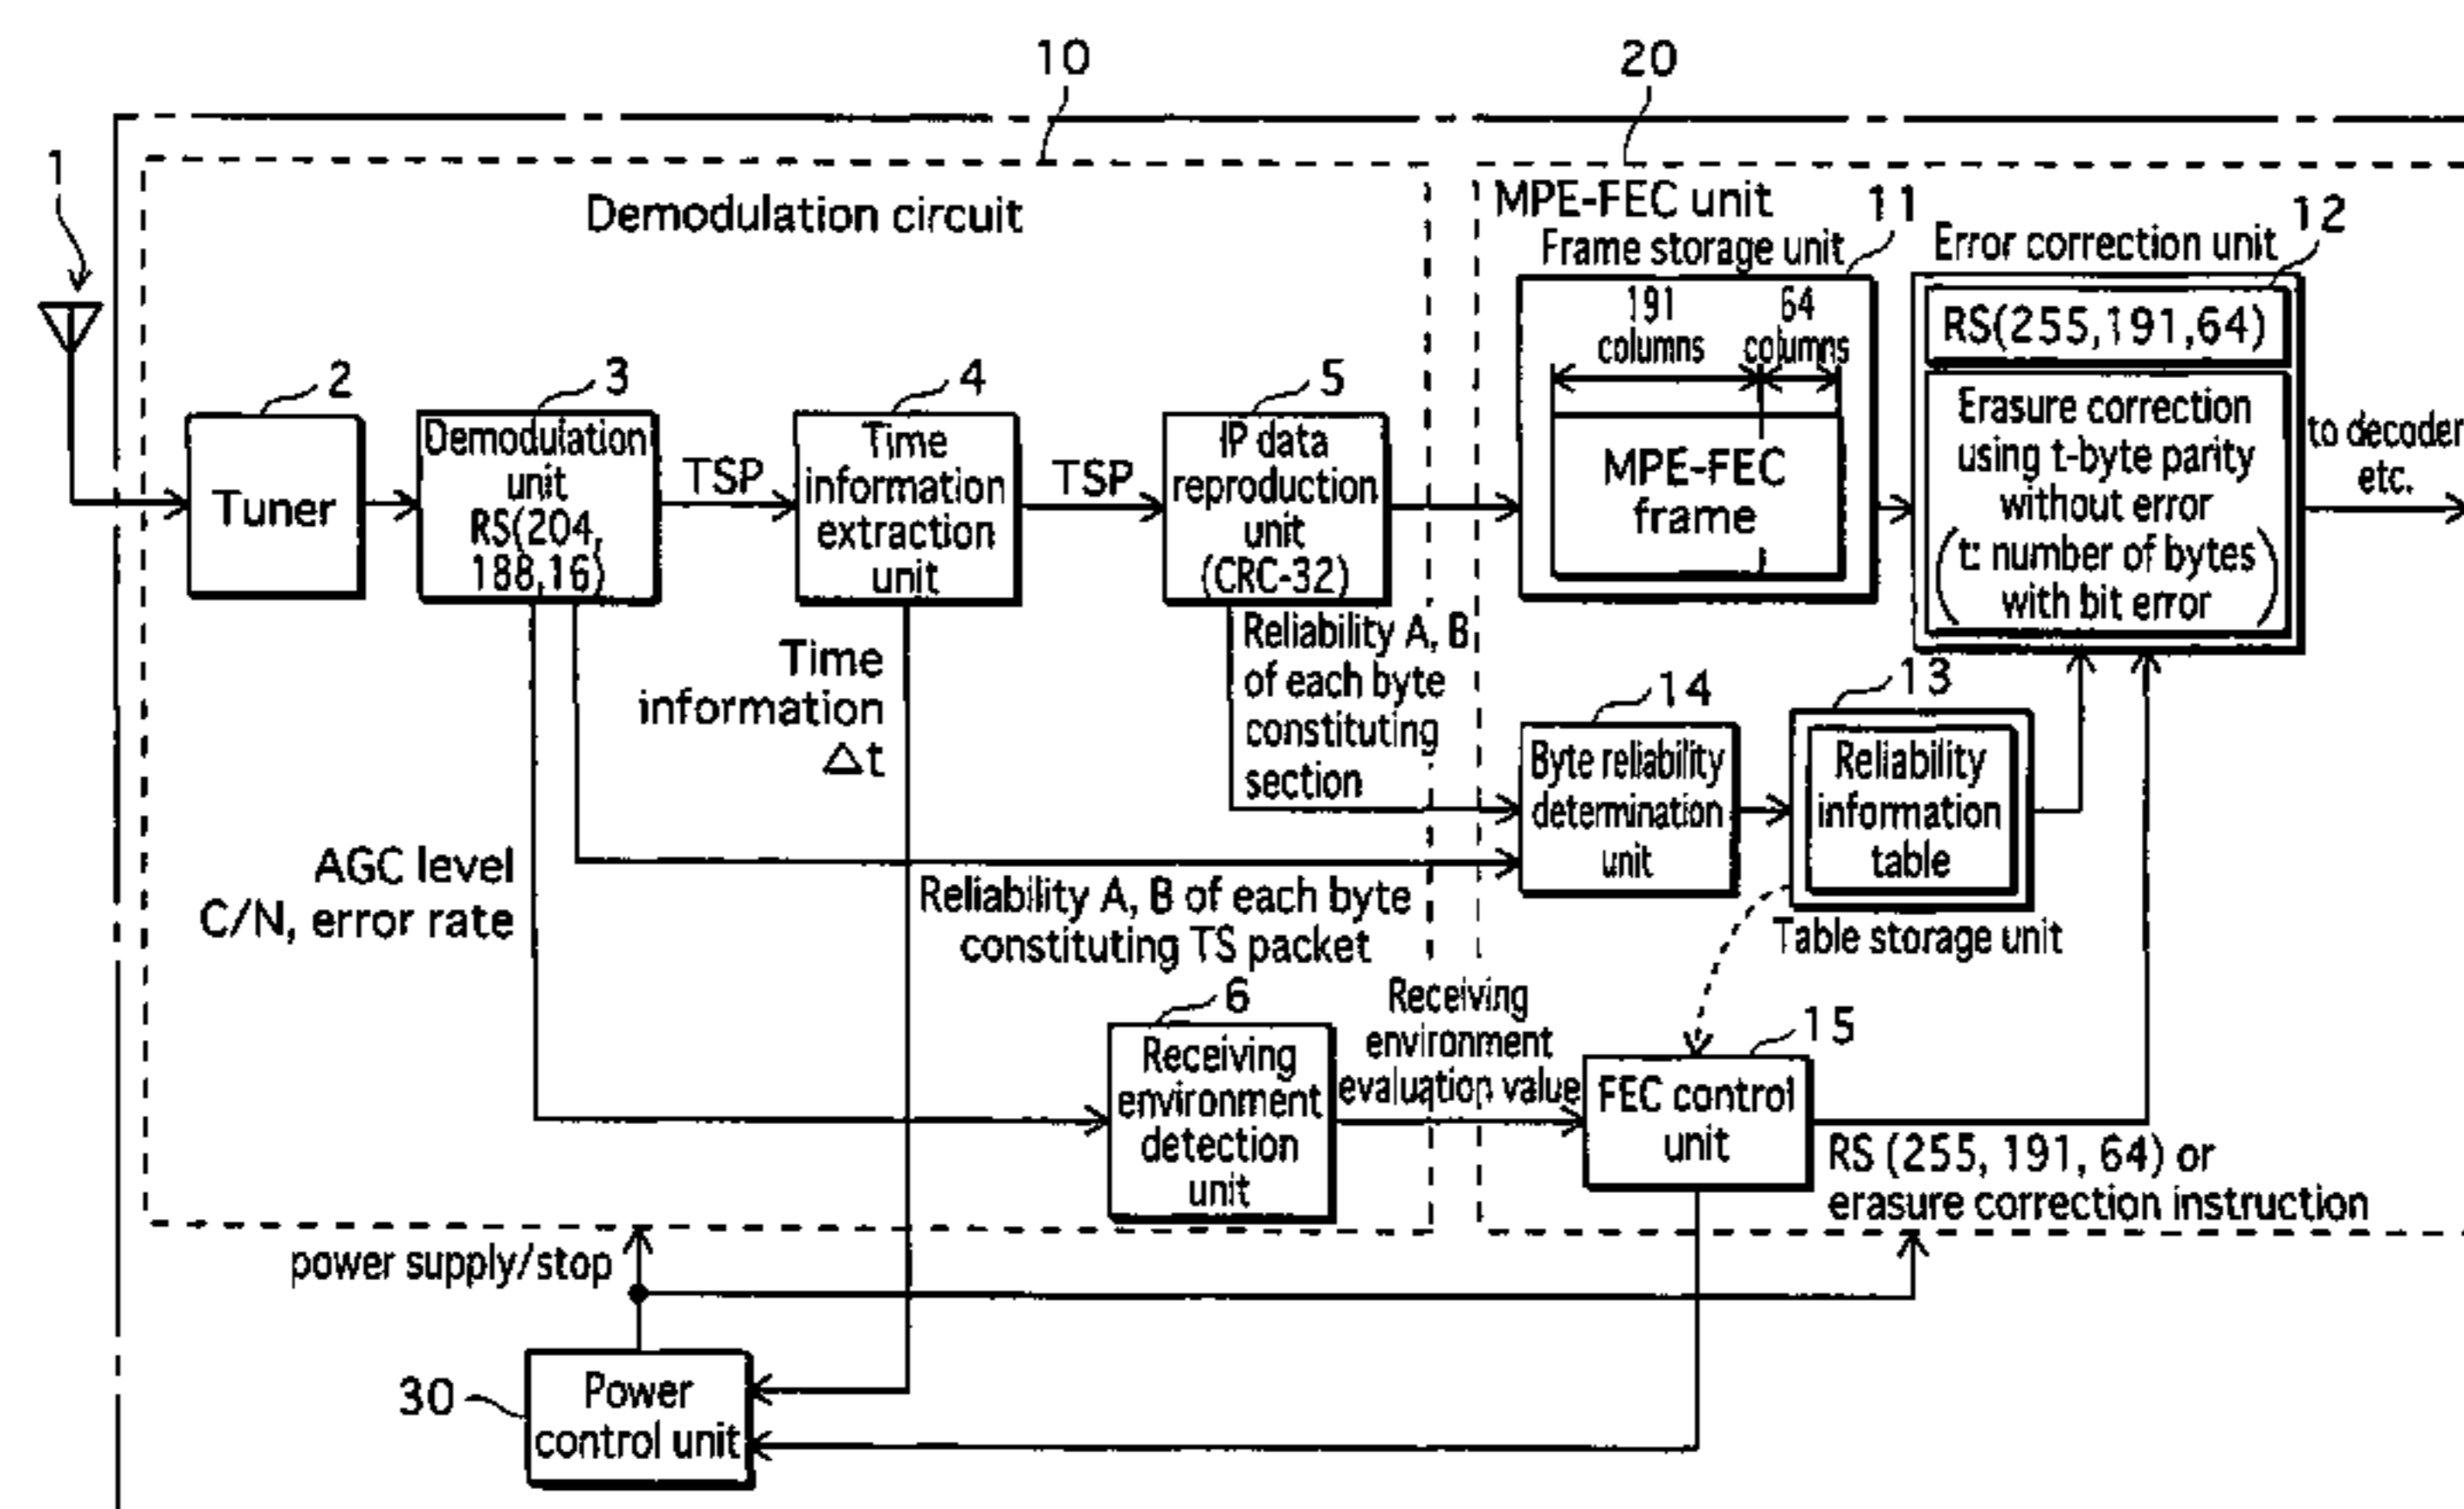 10
20
1
Demodulation circuit
MPE-FEC unit
11
12
Frame storage unit
Error correction unit
191
columns
64
columns
MPE-FEC
frame
RS(255,191,64)
Erasure correction
using t-byte parity
without error
(t: number of bytes
with bit error)
to decoder
etc.
2
Tuner
3
Demodulation
unit
RS(204,
188,16)
TSP
4
Time
information
extraction
unit
TSP
5
IP data
reproduction
unit
(CRC-32)
Reliability A, B
of each byte
constituting
section
Time
information
Δt
14
Byte reliability
determination
unit
13
Reliability
information
table
Table storage unit
AGC level
C/N, error rate
Reliability A, B of each byte
constituting TS packet
6
Receiving
environment
detection
unit
Receiving
environment
evaluation value
15
FEC control
unit
RS (255, 191, 64) or
erasure correction instruction
power supply/stop
30
Power
control unit